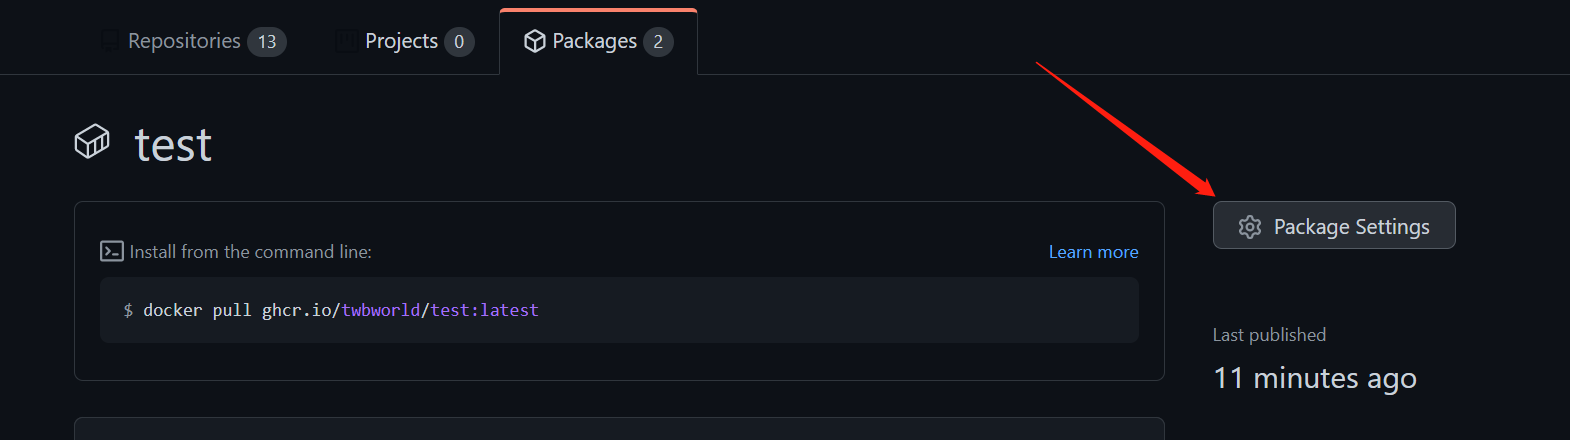 Repositories 13 Projects 0 Packages 2
test
Install from the command line: Learn more
$ docker pull ghcr.io/twbworld/test:latest
Package Settings
Last published
11 minutes ago